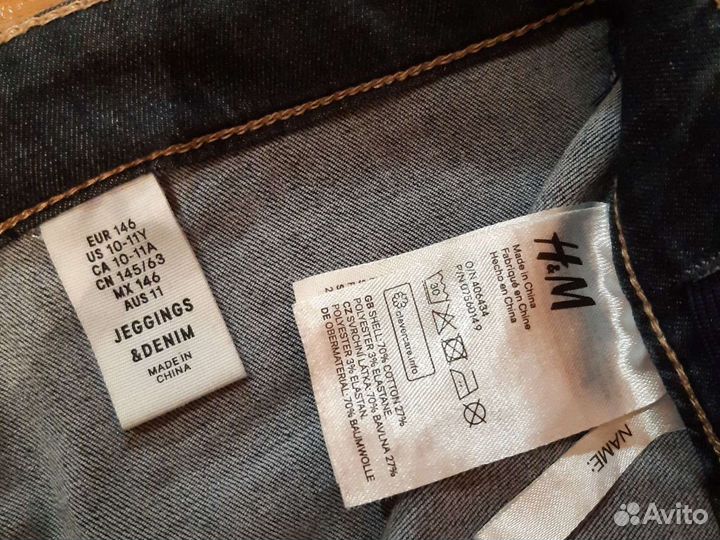 EUR 146
US 10-11Y
CA 10-11A
CN 145/63
MX 146
AUS 11
JEGGINGS
&DENIM
MADE IN
CHINA
H&M
Made in China
Fabriqué en Chine
Hecho en China
O/N:406434
30
clevercare.info
GB SHELL: 70% COTTON 27%
POLYESTER 3% ELASTANE
CZ SVRCHNÍ LÁTKA: 70% BAVLNA 27%
POLYESTER 3% ELASTAN.
DE OBERMATERIAL: 70% BAUMWOLLE
NAME:
Avito